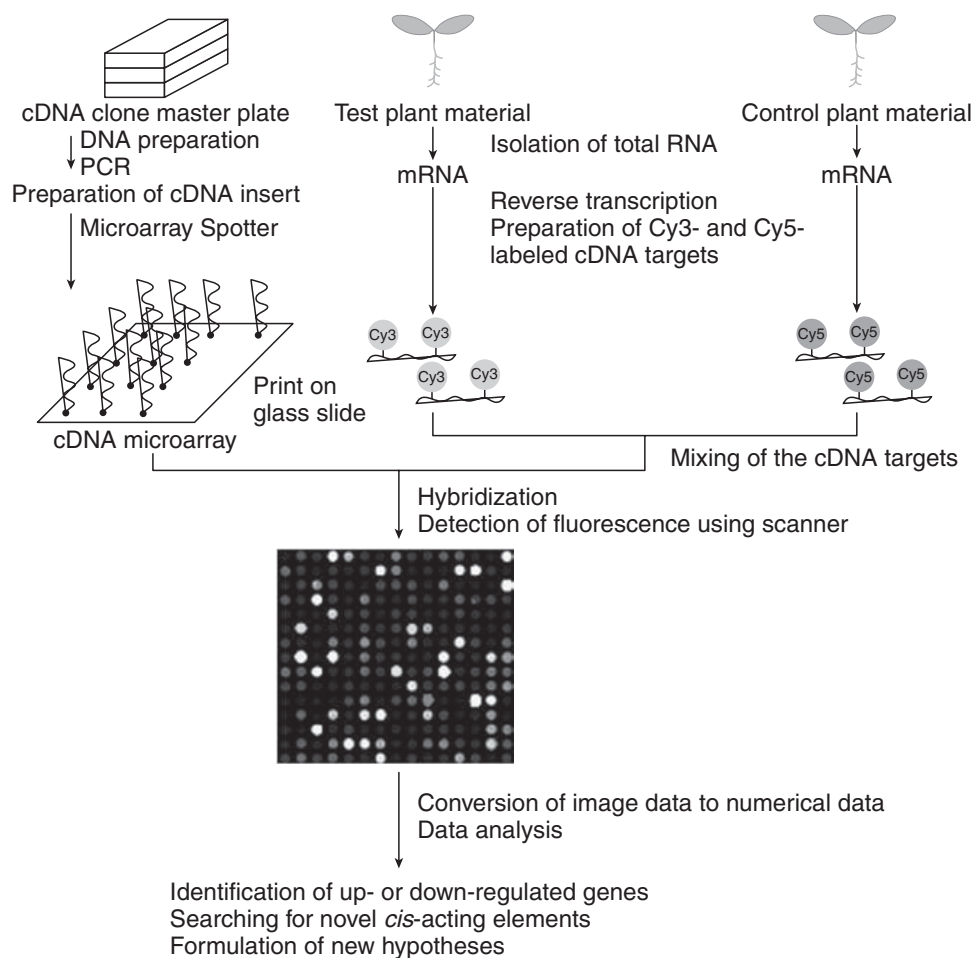 cDNA clone master plate
DNA preparation
PCR
Preparation of cDNA insert
Microarray Spotter
Print on
glass slide
cDNA microarray
Test plant material
Control plant material
Isolation of total RNA
mRNA
mRNA
Reverse transcription
Preparation of Cy3- and Cy5-
labeled cDNA targets
Cy3
Cy3
Cy3
Cy3
Cy5
Cy5
Cy5
Cy5
Mixing of the cDNA targets
Hybridization
Detection of fluorescence using scanner
Conversion of image data to numerical data
Data analysis
Identification of up- or down-regulated genes
Searching for novel cis-acting elements
Formulation of new hypotheses